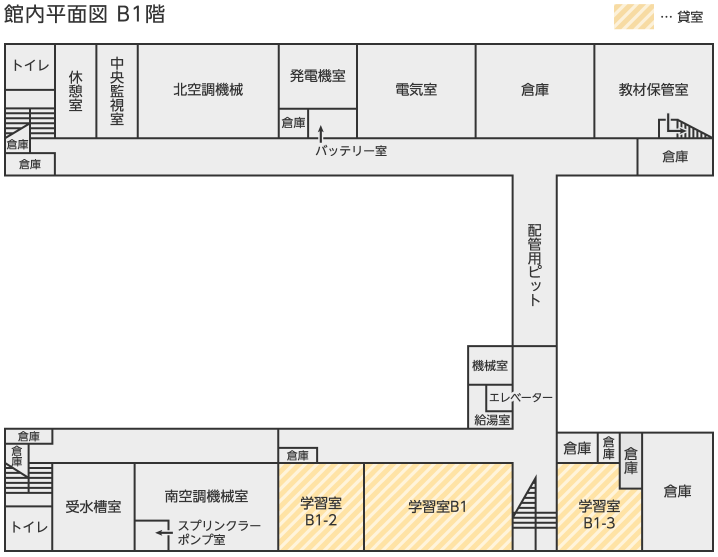 館内平面図 B1階
… 貸室
トイレ
休憩室
中央監視室
北空調機械
発電機室
倉庫
バッテリー室
電気室
倉庫
教材保管室
倉庫
倉庫
倉庫
配管用ピット
機械室
エレベーター
給湯室
倉庫
倉庫
トイレ
受水槽室
南空調機械室
スプリンクラー
ポンプ室
倉庫
学習室
B1-2
学習室B1
倉庫
倉庫
倉庫
学習室
B1-3
倉庫